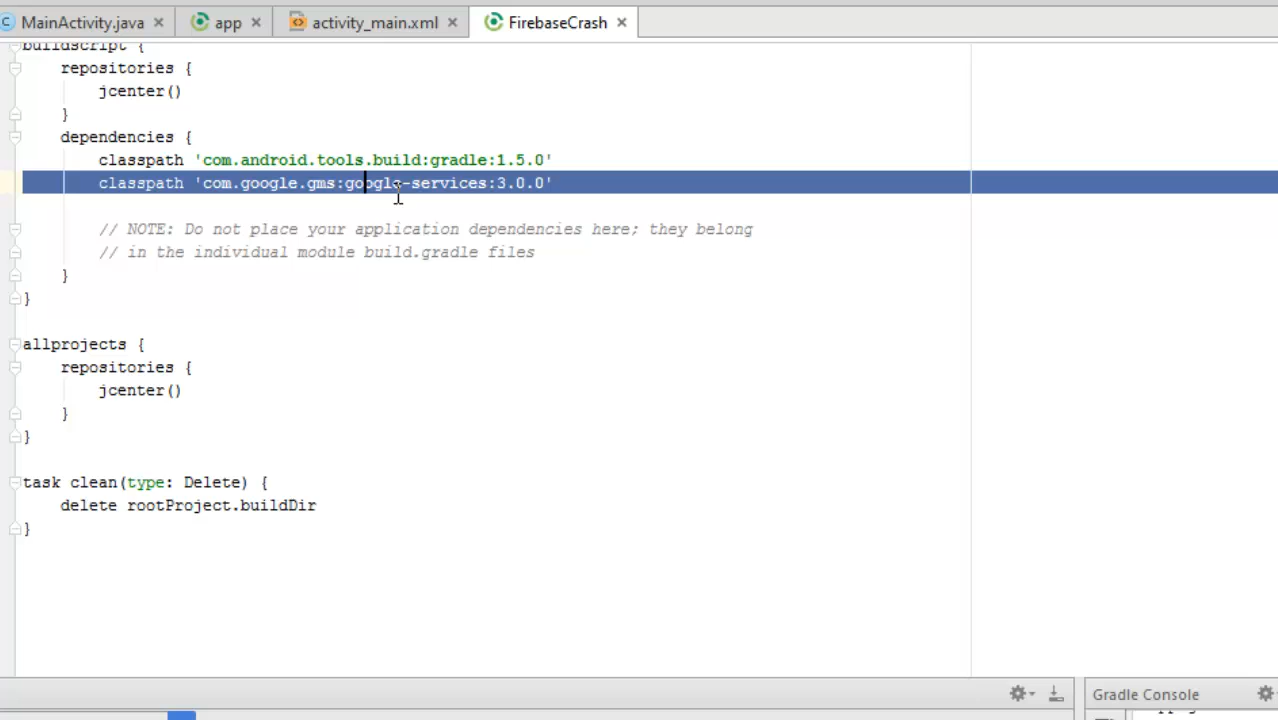 MainActivity.java
app
activity_main.xml
FirebaseCrash
buildscript {
repositories {
jcenter()
}
dependencies {
classpath 'com.android.tools.build:gradle:1.5.0'
classpath 'com.google.gms:google-services:3.0.0'
// NOTE: Do not place your application dependencies here; they belong
// in the individual module build.gradle files
}
}
allprojects {
repositories {
jcenter()
}
}
task clean(type: Delete) {
delete rootProject.buildDir
}
Gradle Console